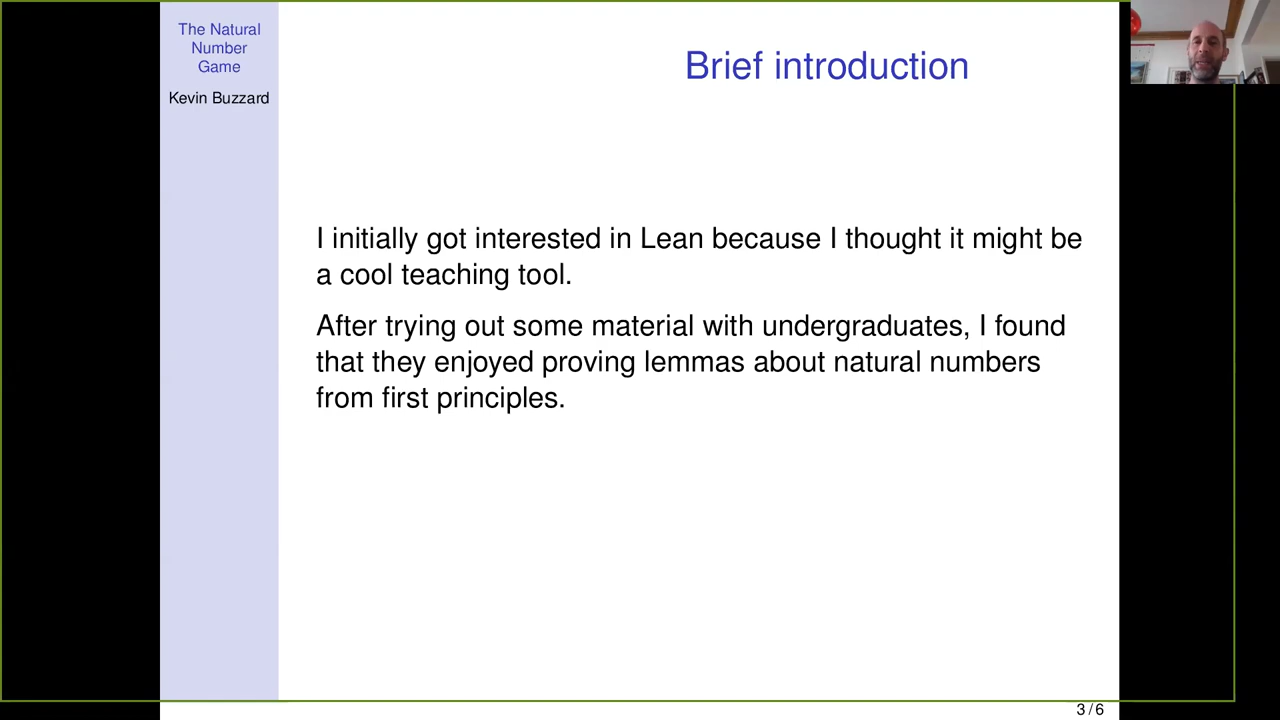 The Natural
Number
Game
Kevin Buzzard
Brief introduction
I initially got interested in Lean because I thought it might be
a cool teaching tool.
After trying out some material with undergraduates, I found
that they enjoyed proving lemmas about natural numbers
from first principles.
3 / 6